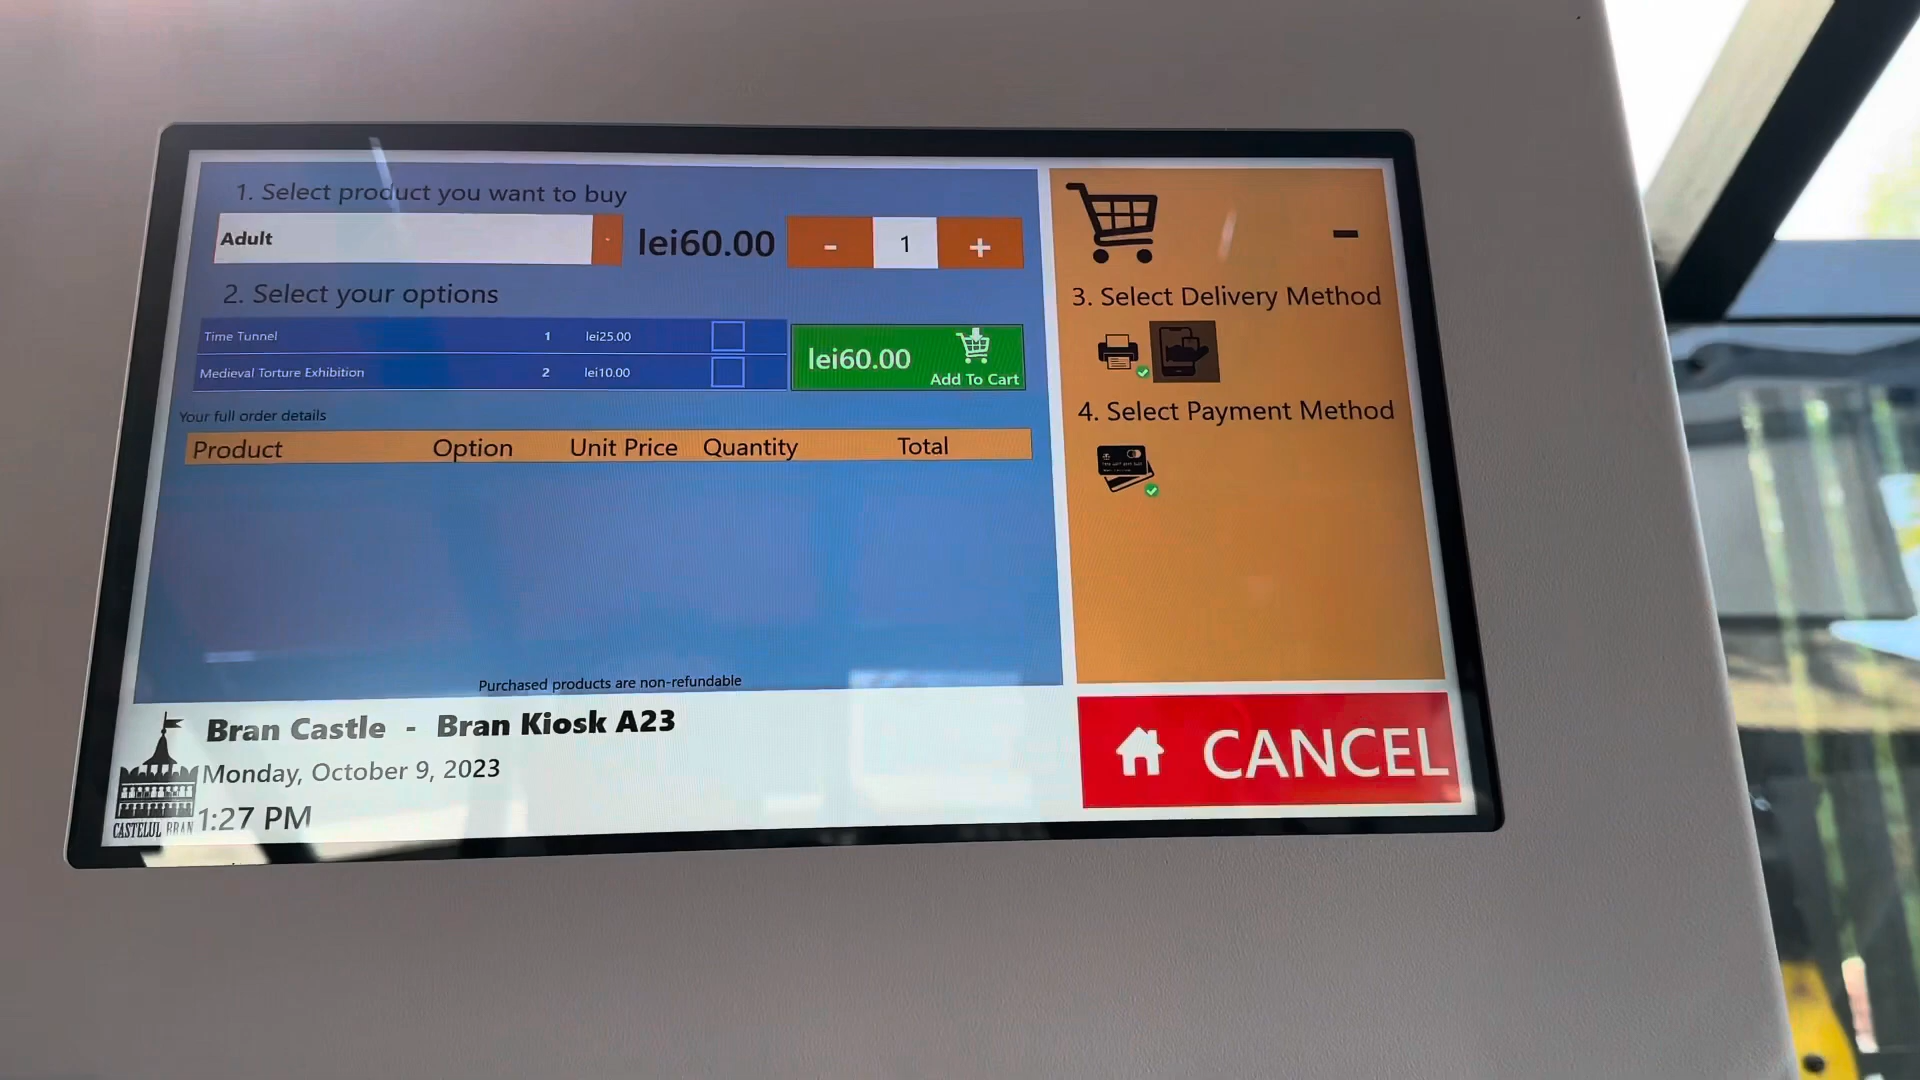 1. Select product you want to buy
Adult
lei60.00
-
1
+
2. Select your options
Time Tunnel 1 lei25.00
Medieval Torture Exhibition 2 lei10.00
lei60.00
Add To Cart
Your full order details
Product Option Unit Price Quantity Total
Purchased products are non-refundable
-
3. Select Delivery Method
4. Select Payment Method
Bran Castle - Bran Kiosk A23
Monday, October 9, 2023
1:27 PM
CASTELUL BRAN
CANCEL